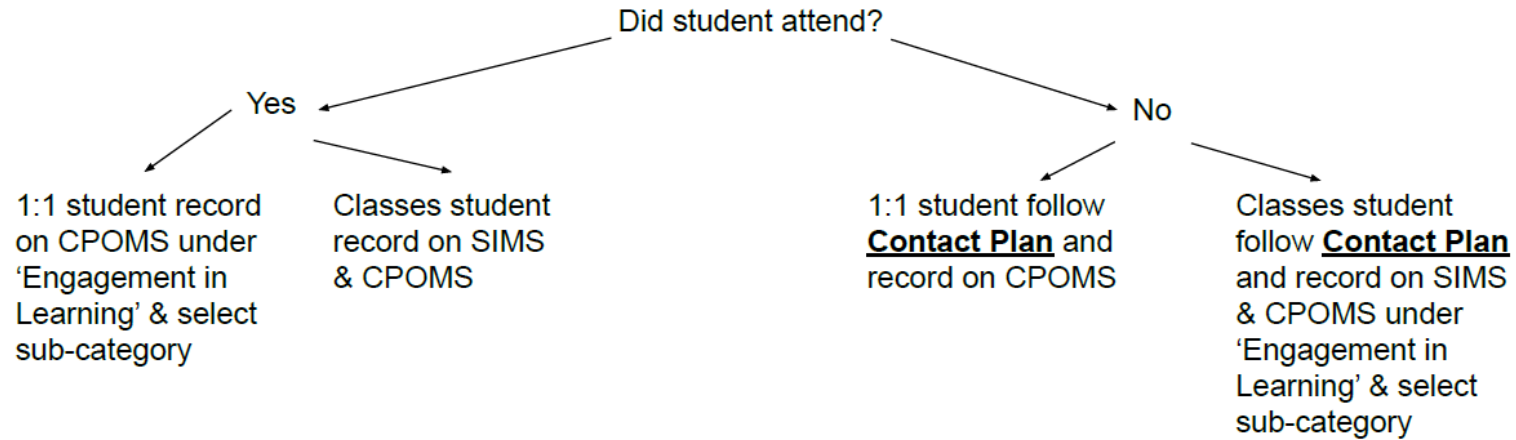 Did student attend?
Yes
No
1:1 student record
on CPOMS under
‘Engagement in
Learning’ & select
sub-category
Classes student
record on SIMS
& CPOMS
1:1 student follow
Contact Plan and
record on CPOMS
Classes student
follow Contact Plan
and record on SIMS
& CPOMS under
‘Engagement in
Learning’ & select
sub-category